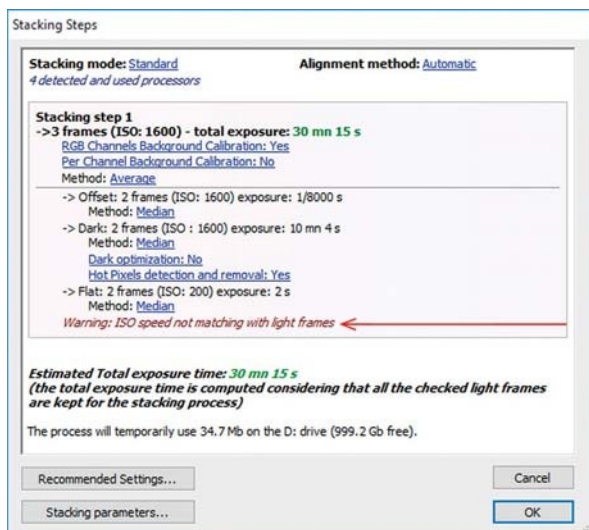 Stacking Steps
Stacking mode: Standard Alignment method: Automatic
4 detected and used processors
Stacking step 1
->3 frames (ISO: 1600) - total exposure: 30 mn 15 s
RGB Channels Background Calibration: Yes
Per Channel Background Calibration: No
Method: Average
-> Offset: 2 frames (ISO: 1600) exposure: 1/8000 s
Method: Median
-> Dark: 2 frames (ISO : 1600) exposure: 10 mn 4 s
Method: Median
Dark optimization: No
Hot Pixels detection and removal: Yes
-> Flat: 2 frames (ISO: 200) exposure: 2 s
Method: Median
Warning: ISO speed not matching with light frames
Estimated Total exposure time: 30 mn 15 s
(the total exposure time is computed considering that all the checked light frames
are kept for the stacking process)
The process will temporarily use 34.7 Mb on the D: drive (999.2 Gb free).
Recommended Settings... Cancel
Stacking parameters... OK